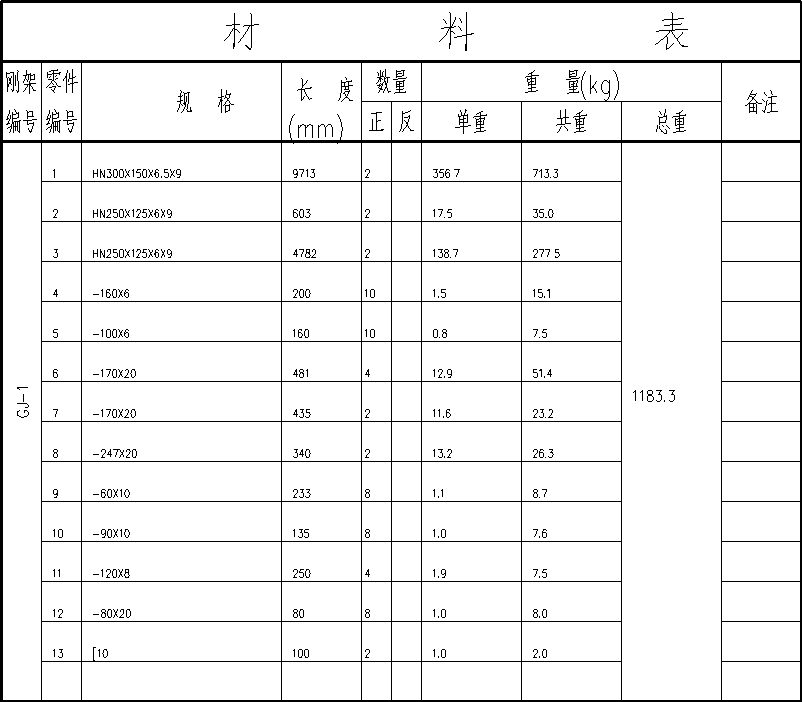 材 料 表
刚架编号 零件编号 规 格 长 度(mm) 数量 重 量(kg) 备注
正 反 单重 共重 总重
GJ-1
1 HN300X150X6.5X9 9713 2 356 7 713.3
2 HN250X125X6X9 603 2 17.5 35.0
3 HN250X125X6X9 4782 2 138.7 277 5
4 -160X6 200 10 1.5 15.1
5 -100X6 160 10 0.8 7.5
6 -170X20 481 4 12.9 51.4
7 -170X20 435 2 11.6 23.2
8 -247X20 340 2 13.2 26.3
9 -60X10 233 8 1.1 8.7
10 -90X10 135 8 1.0 7.6
11 -120X8 250 4 1.9 7.5
12 -80X20 80 8 1.0 8.0
13 [10 100 2 1.0 2.0
1183.3